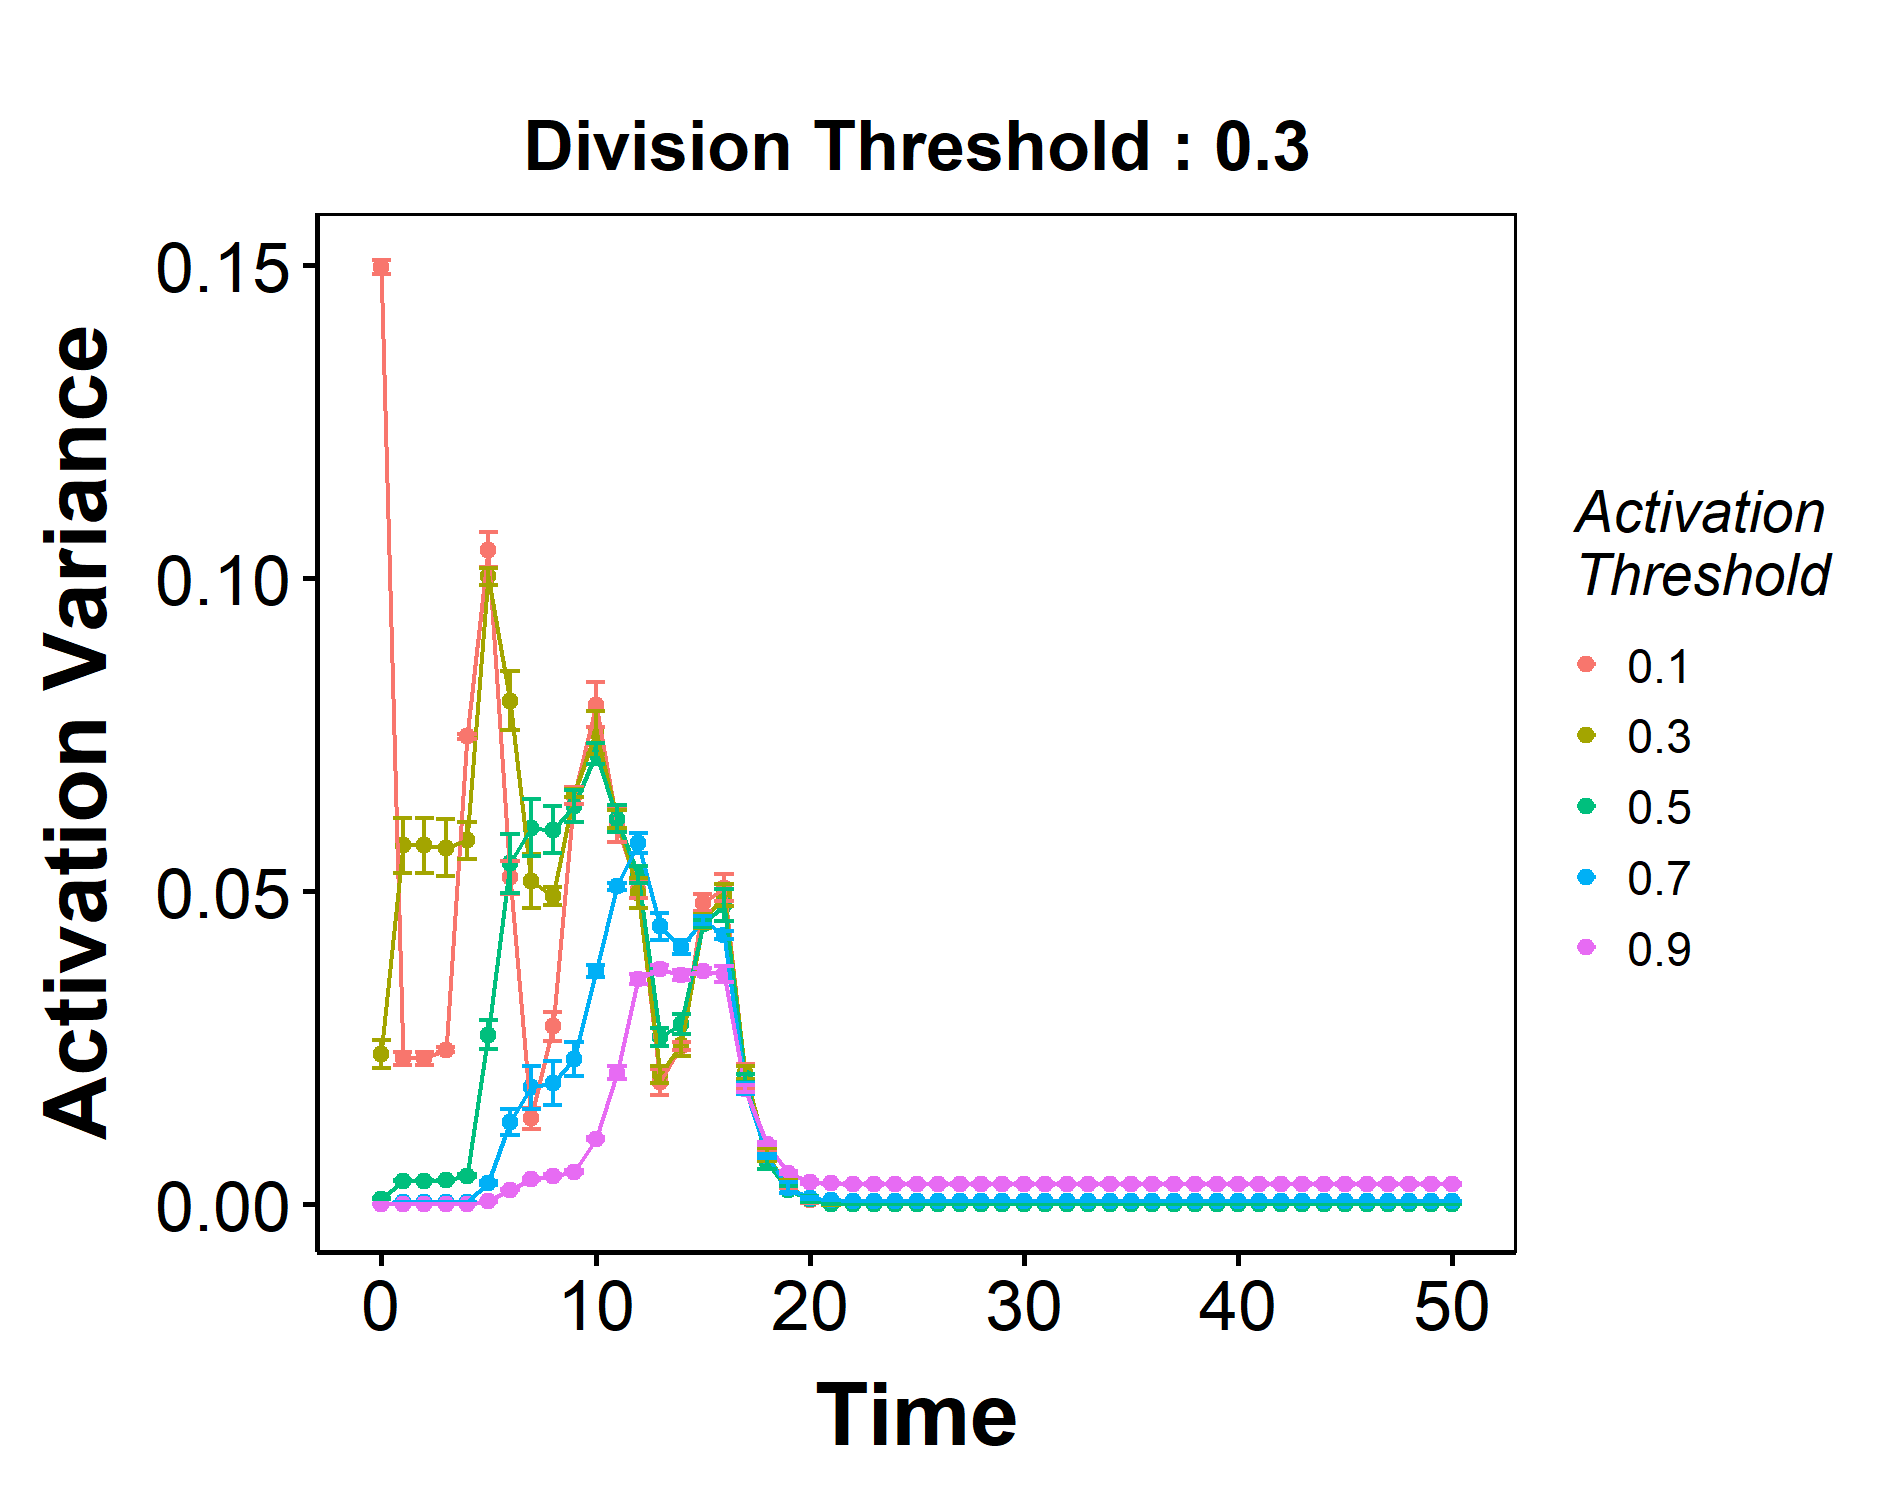 Division Threshold : 0.3
Activation Variance
0.15
0.10
0.05
0.00
0 10 20 30 40 50
Time
Activation
Threshold
0.1
0.3
0.5
0.7
0.9